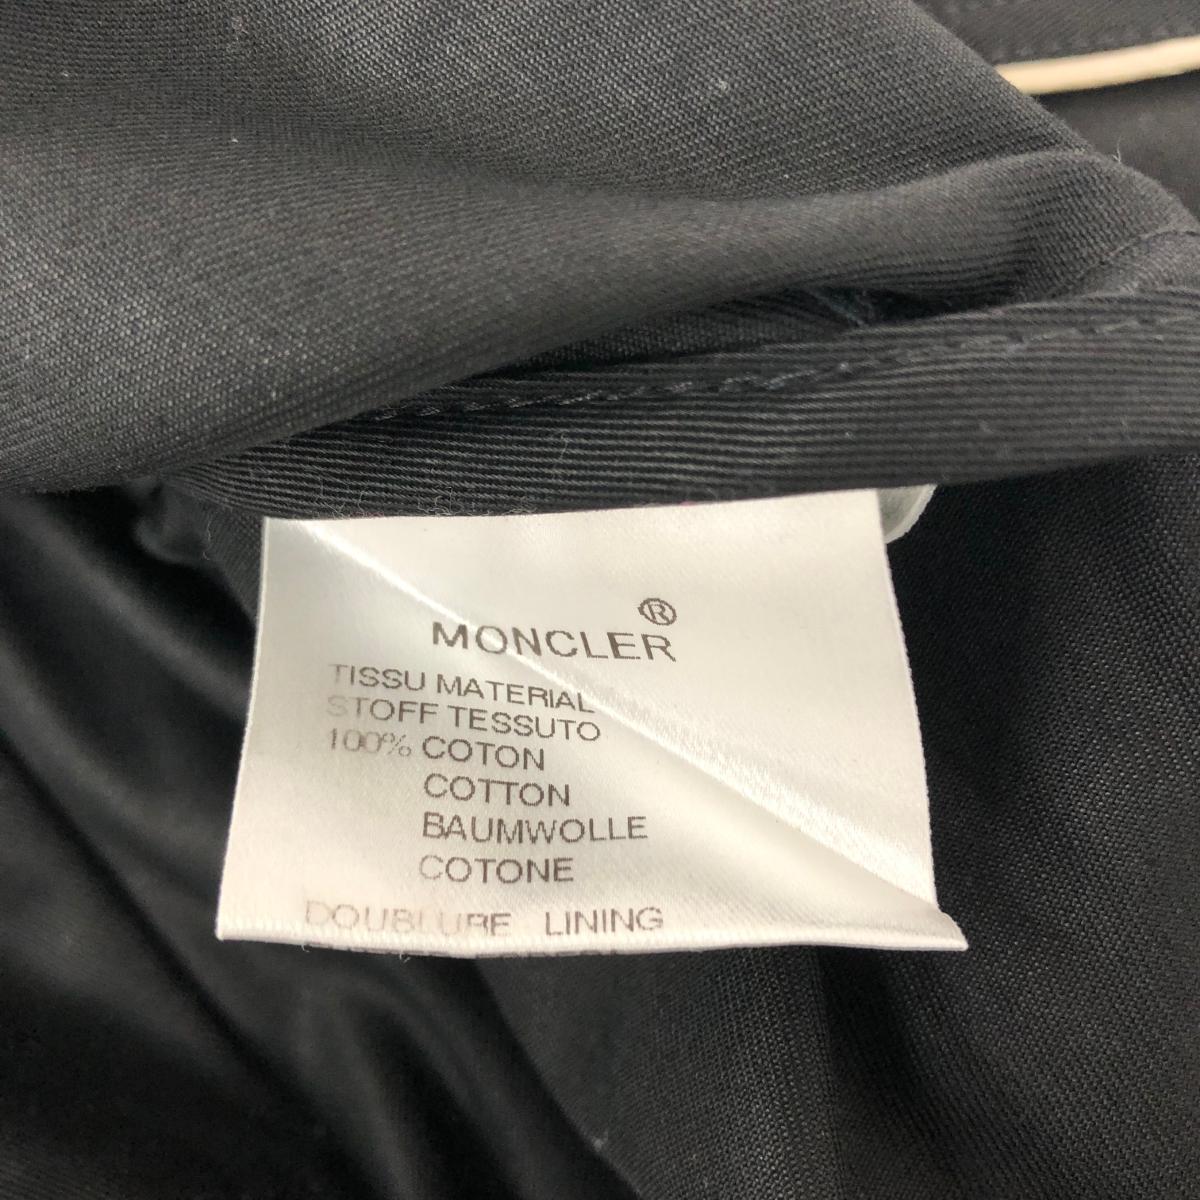 MONCLER®
TISSU MATERIAL
STOFF TESSUTO
100% COTON
COTTON
BAUMWOLLE
COTONE
DOUBLURE LINING